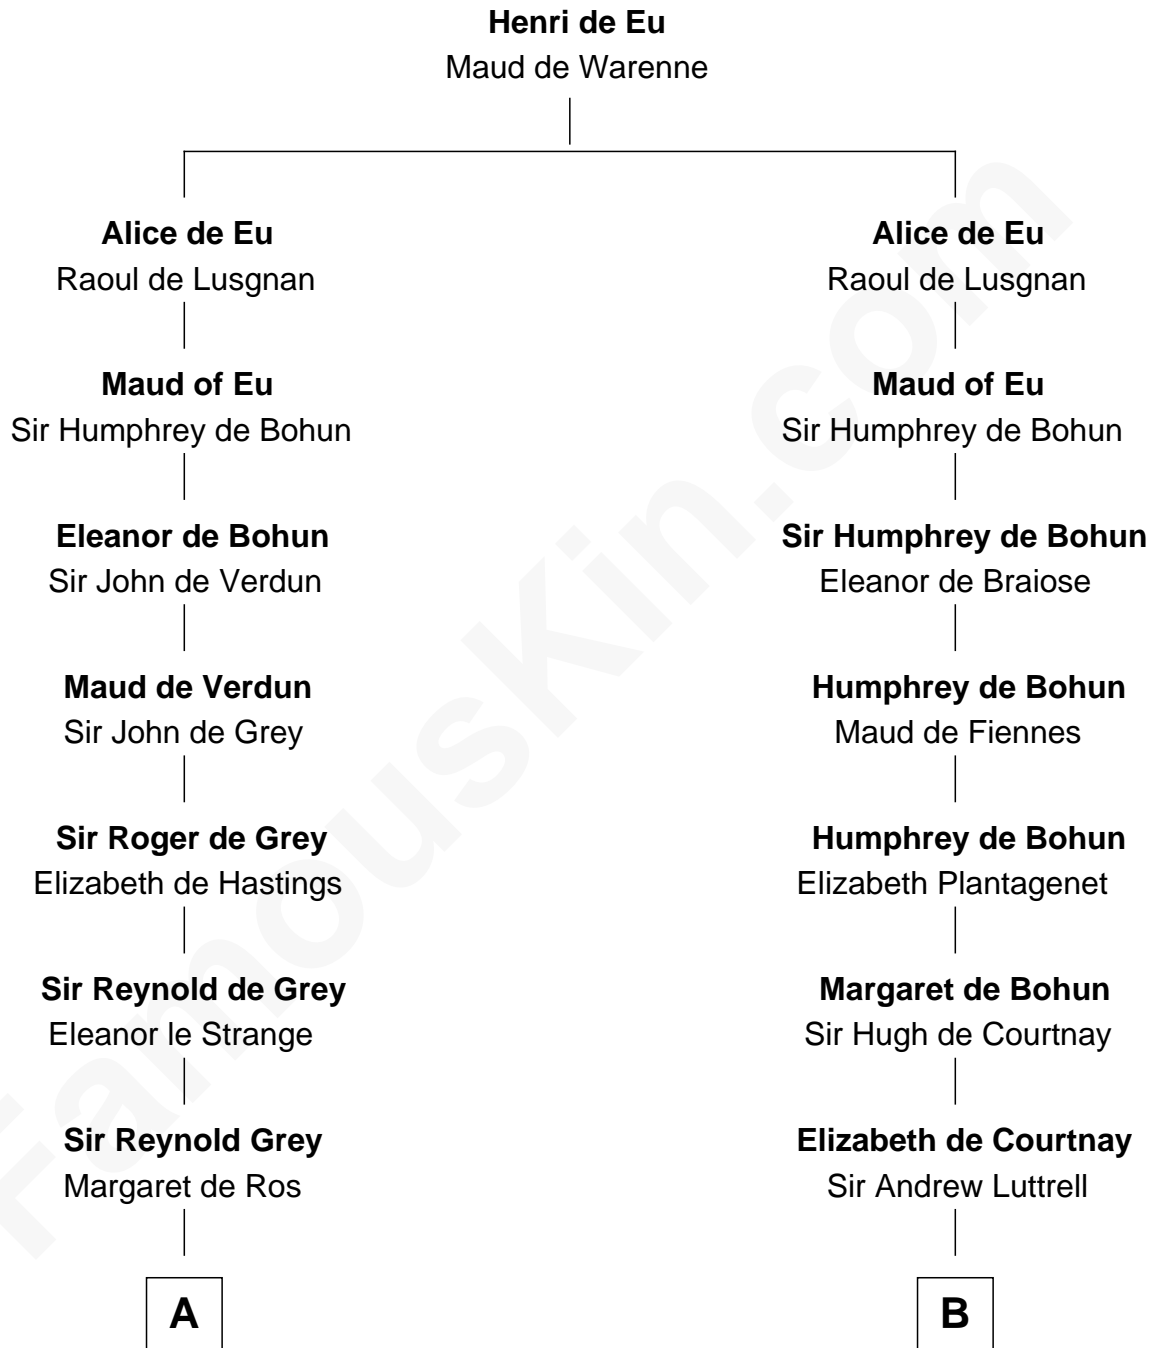 Henri de Eu
Maud de Warenne
Alice de Eu
Raoul de Lusgnan
Maud of Eu
Sir Humphrey de Bohun
Eleanor de Bohun
Sir John de Verdun
Maud de Verdun
Sir John de Grey
Sir Roger de Grey
Elizabeth de Hastings
Sir Reynold de Grey
Eleanor le Strange
Sir Reynold Grey
Margaret de Ros
A
Alice de Eu
Raoul de Lusgnan
Maud of Eu
Sir Humphrey de Bohun
Sir Humphrey de Bohun
Eleanor de Braiose
Humphrey de Bohun
Maud de Fiennes
Humphrey de Bohun
Elizabeth Plantagenet
Margaret de Bohun
Sir Hugh de Courtnay
Elizabeth de Courtnay
Sir Andrew Luttrell
B
FamousKin.com